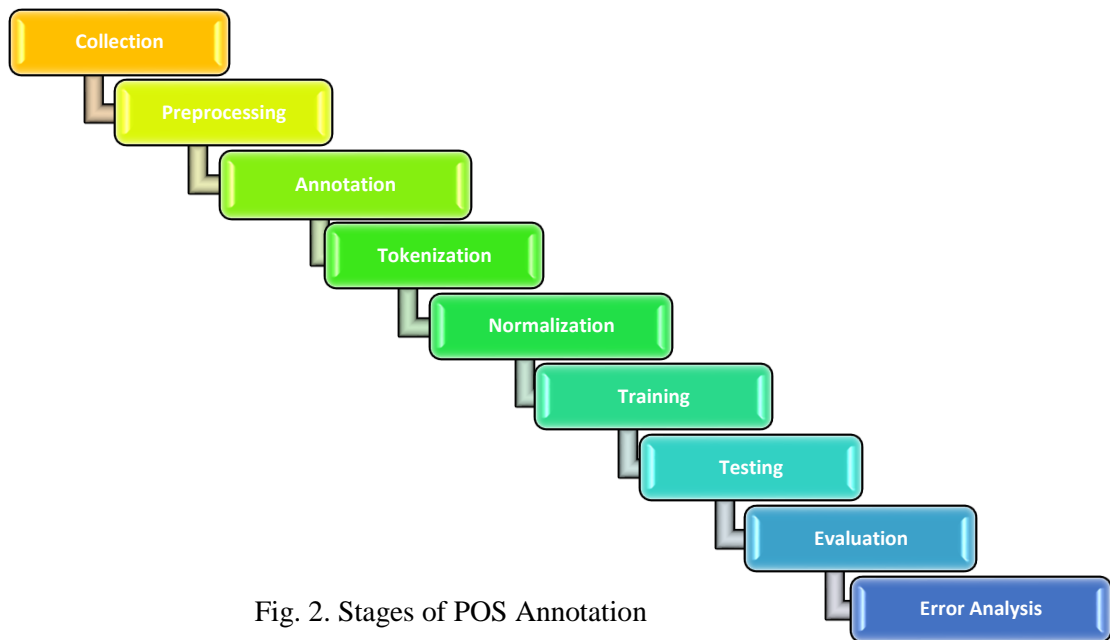 Collection
Preprocessing
Annotation
Tokenization
Normalization
Training
Testing
Evaluation
Error Analysis
Fig. 2. Stages of POS Annotation